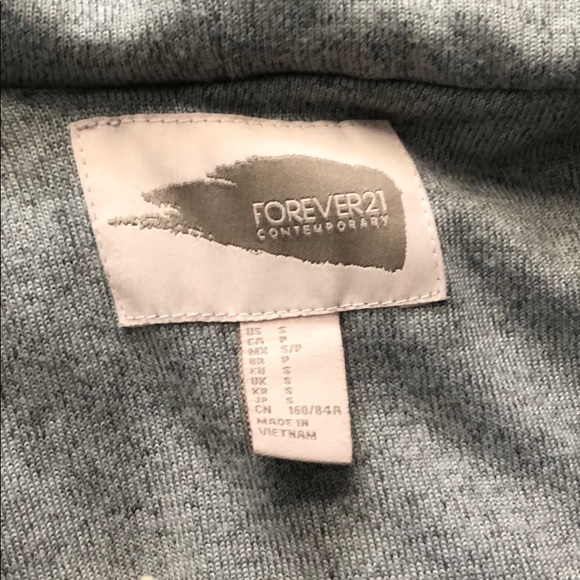 FOREVER21
CONTEMPORARY
US S
CA P
MX S/P
BR P
EU S
UK S
KR S
JP S
CN 160/84A
MADE IN
VIETNAM